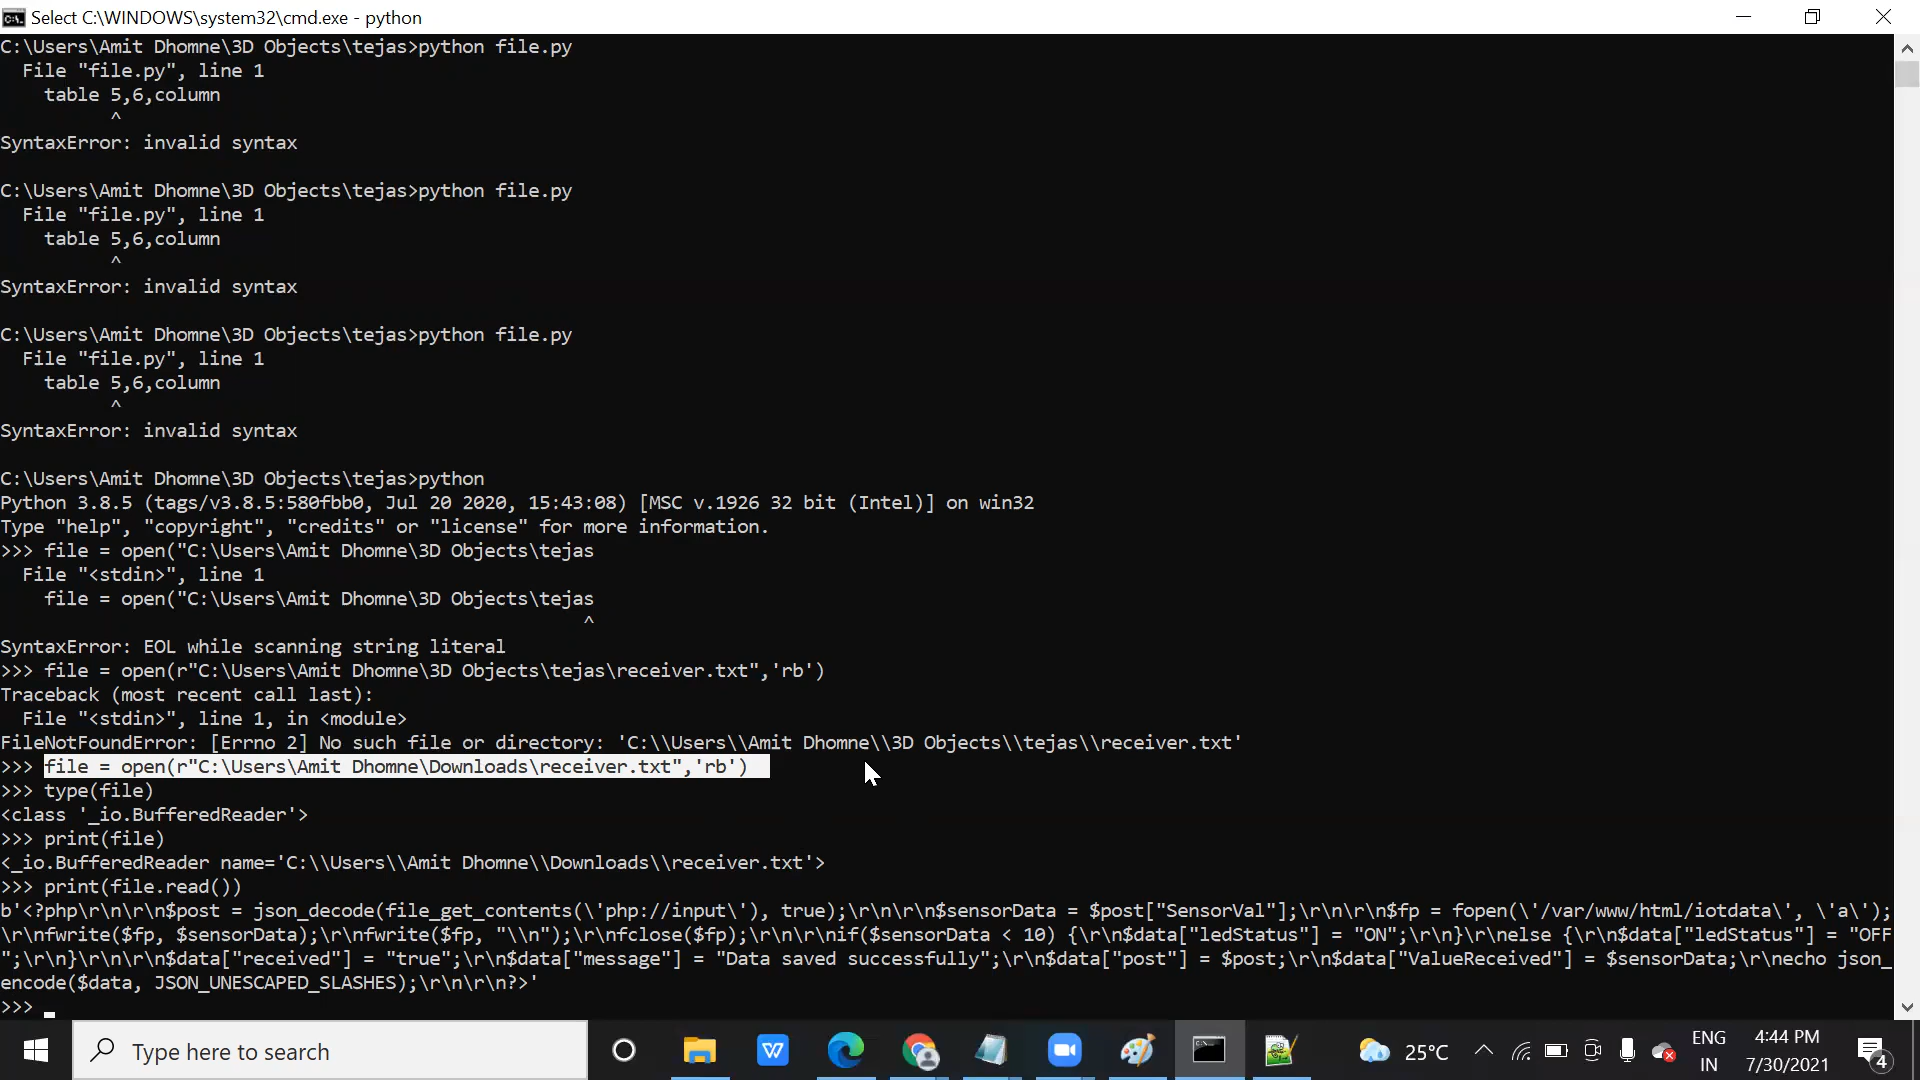 Select C:\WINDOWS\system32\cmd.exe - python
C:\Users\Amit Dhomne\3D Objects\tejas>python file.py
  File "file.py", line 1
    table 5,6,column
          ^
SyntaxError: invalid syntax
C:\Users\Amit Dhomne\3D Objects\tejas>python file.py
  File "file.py", line 1
    table 5,6,column
          ^
SyntaxError: invalid syntax
C:\Users\Amit Dhomne\3D Objects\tejas>python file.py
  File "file.py", line 1
    table 5,6,column
          ^
SyntaxError: invalid syntax
C:\Users\Amit Dhomne\3D Objects\tejas>python
Python 3.8.5 (tags/v3.8.5:580fbb0, Jul 20 2020, 15:43:08) [MSC v.1926 32 bit (Intel)] on win32
Type "help", "copyright", "credits" or "license" for more information.
>>> file = open("C:\Users\Amit Dhomne\3D Objects\tejas
  File "<stdin>", line 1
    file = open("C:\Users\Amit Dhomne\3D Objects\tejas
                                                     ^
SyntaxError: EOL while scanning string literal
>>> file = open(r"C:\Users\Amit Dhomne\3D Objects\tejas\receiver.txt",'rb')
Traceback (most recent call last):
  File "<stdin>", line 1, in <module>
FileNotFoundError: [Errno 2] No such file or directory: 'C:\\Users\\Amit Dhomne\\3D Objects\\tejas\\receiver.txt'
>>> file = open(r"C:\Users\Amit Dhomne\Downloads\receiver.txt",'rb')
>>> type(file)
<class '_io.BufferedReader'>
>>> print(file)
<_io.BufferedReader name='C:\\Users\\Amit Dhomne\\Downloads\\receiver.txt'>
>>> print(file.read())
b'<?php\r\n\r\n$post = json_decode(file_get_contents(\'php://input\'), true);\r\n\r\n$sensorData = $post["SensorVal"];\r\n\r\n$fp = fopen(\'/var/www/html/iotdata\', \'a\');
\r\nfwrite($fp, $sensorData);\r\nfwrite($fp, "\\n");\r\nfclose($fp);\r\n\r\nif($sensorData < 10) {\r\n$data["ledStatus"] = "ON";\r\n}\r\nelse {\r\n$data["ledStatus"] = "OFF
";\r\n}\r\n\r\n$data["received"] = "true";\r\n$data["message"] = "Data saved successfully";\r\n$data["post"] = $post;\r\n$data["ValueReceived"] = $sensorData;\r\necho json_
encode($data, JSON_UNESCAPED_SLASHES);\r\n\r\n?>'
>>>
Type here to search
25°C
ENG
IN
4:44 PM
7/30/2021
4